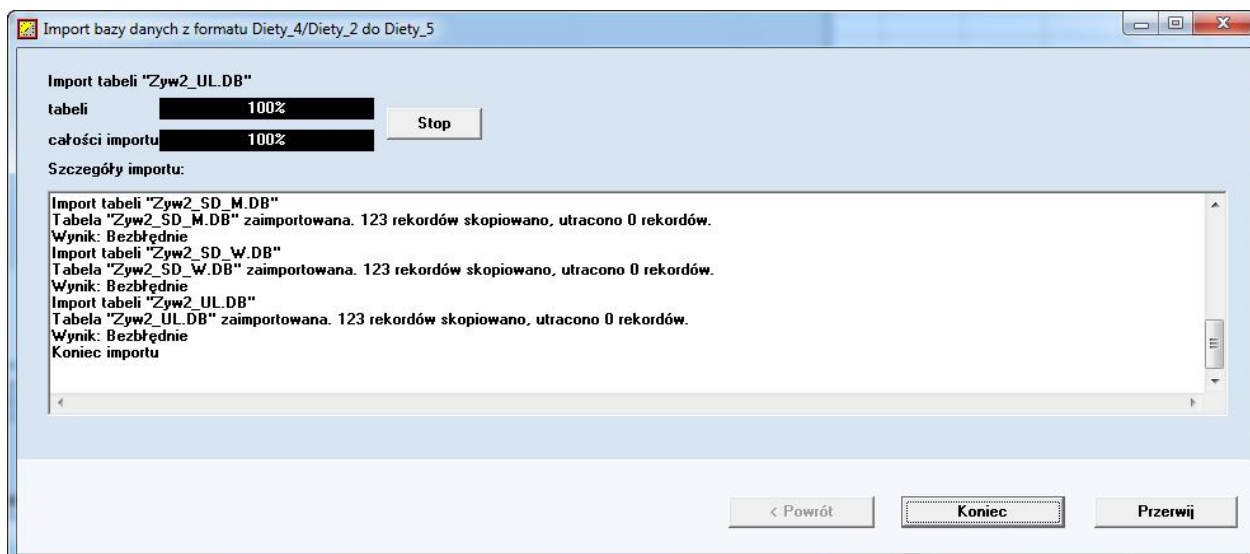 Import bazy danych z formatu Diety_4/Diety_2 do Diety_5
Import tabeli "Zyw2_UL.DB"
tabeli 100%
Stop
całości importu 100%
Szczegóły importu:
Import tabeli "Zyw2_SD_M.DB"
Tabela "Zyw2_SD_M.DB" zaimportowana. 123 rekordów skopiowano, utracono 0 rekordów.
Wynik: Bezbłędnie
Import tabeli "Zyw2_SD_W.DB"
Tabela "Zyw2_SD_W.DB" zaimportowana. 123 rekordów skopiowano, utracono 0 rekordów.
Wynik: Bezbłędnie
Import tabeli "Zyw2_UL.DB"
Tabela "Zyw2_UL.DB" zaimportowana. 123 rekordów skopiowano, utracono 0 rekordów.
Wynik: Bezbłędnie
Koniec importu
< Powrót Koniec Przerwij